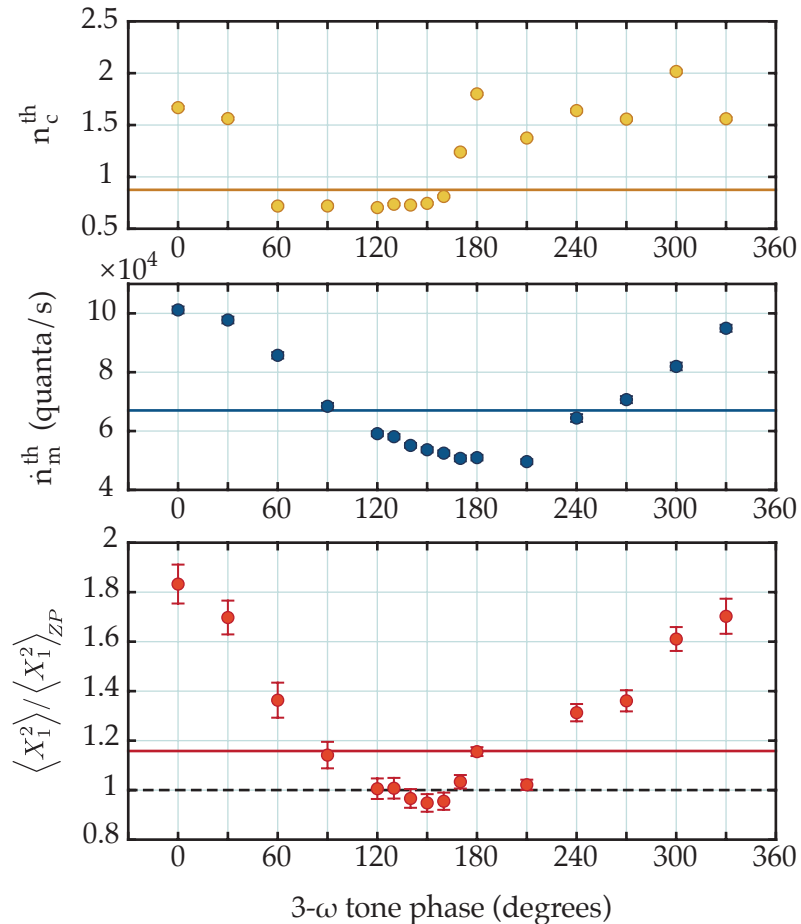 2.5
2
1.5
1
0.5
n_c^th
0 60 120 180 240 300 360
×10^4
10
8
6
4
ṅ_m^th (quanta/s)
0 60 120 180 240 300 360
2
1.8
1.6
1.4
1.2
1
0.8
⟨X_1^2⟩/⟨X_1^2⟩_ZP
0 60 120 180 240 300 360
3-ω tone phase (degrees)